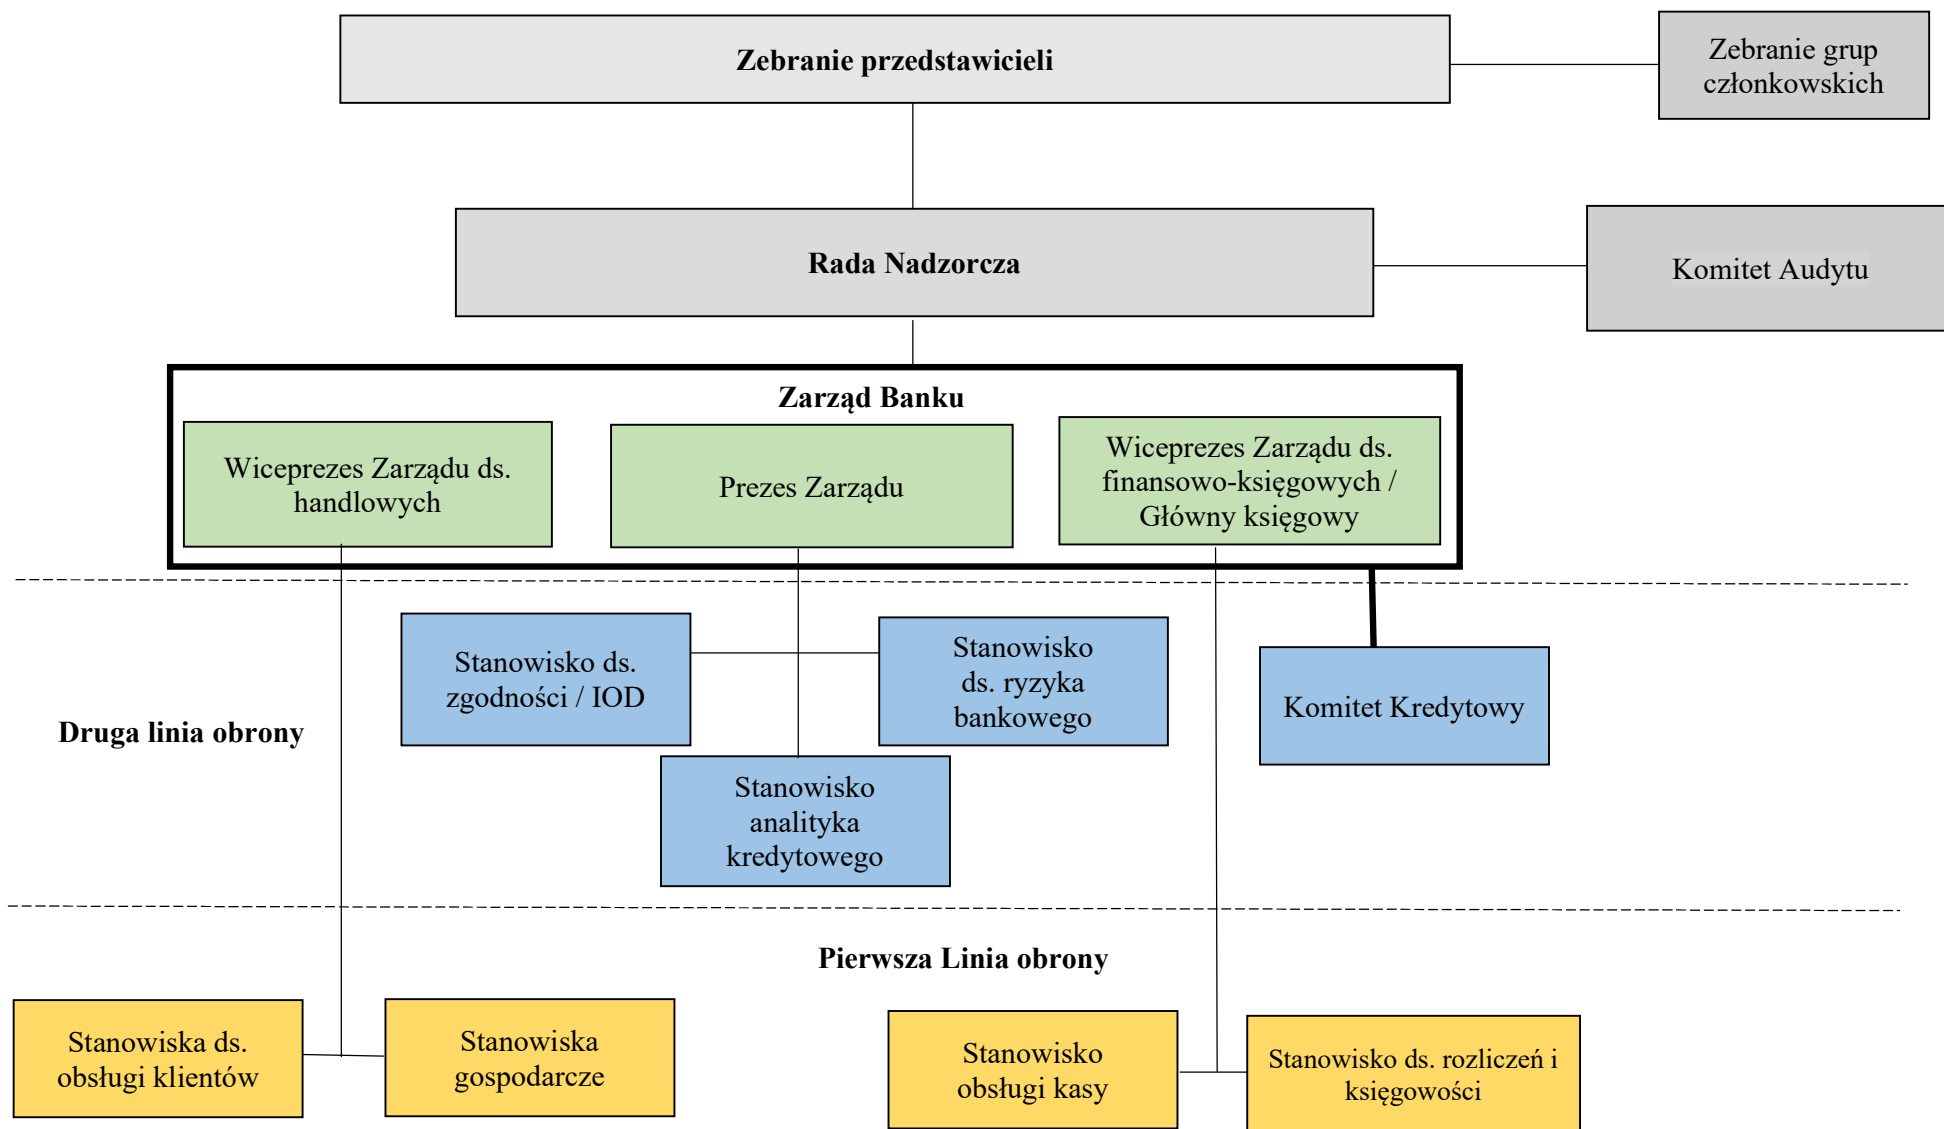 Zebranie przedstawicieli
Zebranie grup
członkowskich
Rada Nadzorcza
Komitet Audytu
Zarząd Banku
Wiceprezes Zarządu ds.
handlowych
Prezes Zarządu
Wiceprezes Zarządu ds.
finansowo-księgowych /
Główny księgowy
Stanowisko ds.
zgodności / IOD
Stanowisko
ds. ryzyka
bankowego
Komitet Kredytowy
Druga linia obrony
Stanowisko
analityka
kredytowego
Pierwsza Linia obrony
Stanowiska ds.
obsługi klientów
Stanowiska
gospodarcze
Stanowisko
obsługi kasy
Stanowisko ds. rozliczeń i
księgowości